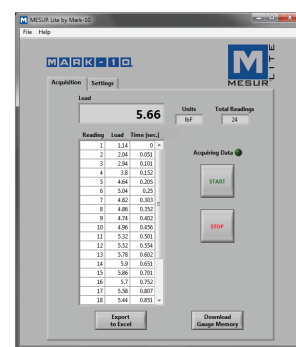 MESUR Lite by Mark-10
File Help
MARK-10
M
MESUR
LITE
Acquisition Settings
Load
5.66
Units
lbF
Total Readings
24
Reading Load Time (sec.)
1 1.14 0
2 2.04 0.051
3 2.94 0.101
4 3.8 0.152
5 4.64 0.205
6 5.04 0.25
7 4.82 0.303
8 4.86 0.352
9 4.74 0.402
10 4.96 0.456
11 5.32 0.501
12 5.52 0.554
13 5.78 0.602
14 5.9 0.651
15 5.86 0.701
16 5.7 0.752
17 5.58 0.807
18 5.44 0.851
Acquiring Data
START
STOP
Export
to Excel
Download
Gauge Memory